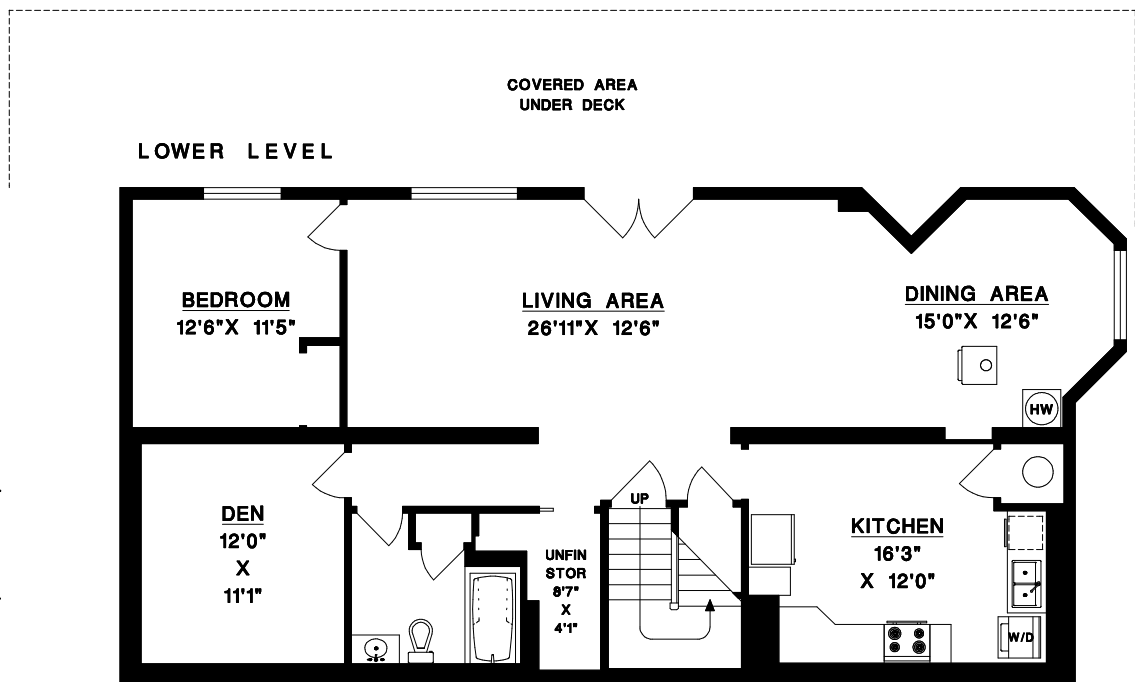 COVERED AREA
UNDER DECK
LOWER LEVEL
BEDROOM
12'6"X 11'5"
LIVING AREA
26'11"X 12'6"
DINING AREA
15'0"X 12'6"
HW
DEN
12'0"
X
11'1"
UP
UNFIN
STOR
8'7"
X
4'1"
KITCHEN
16'3"
X 12'0"
W/D